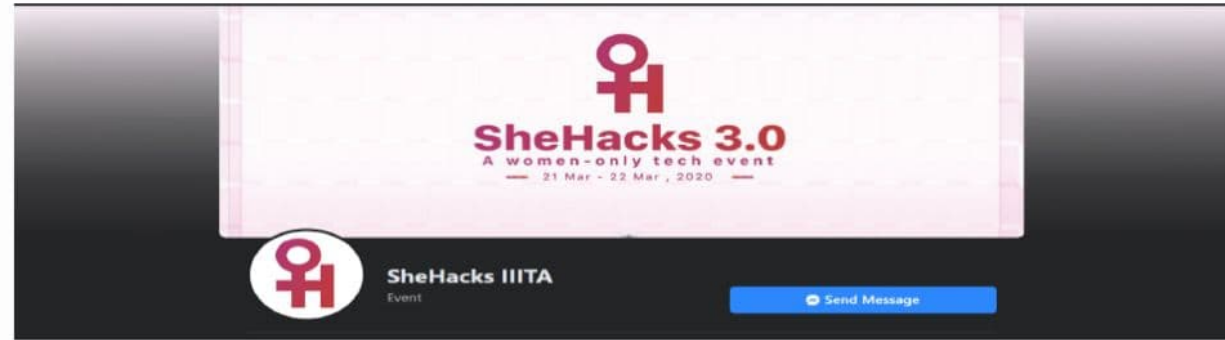 SheHacks 3.0
A women-only tech event
21 Mar - 22 Mar , 2020
SheHacks IIITA
Event
Send Message